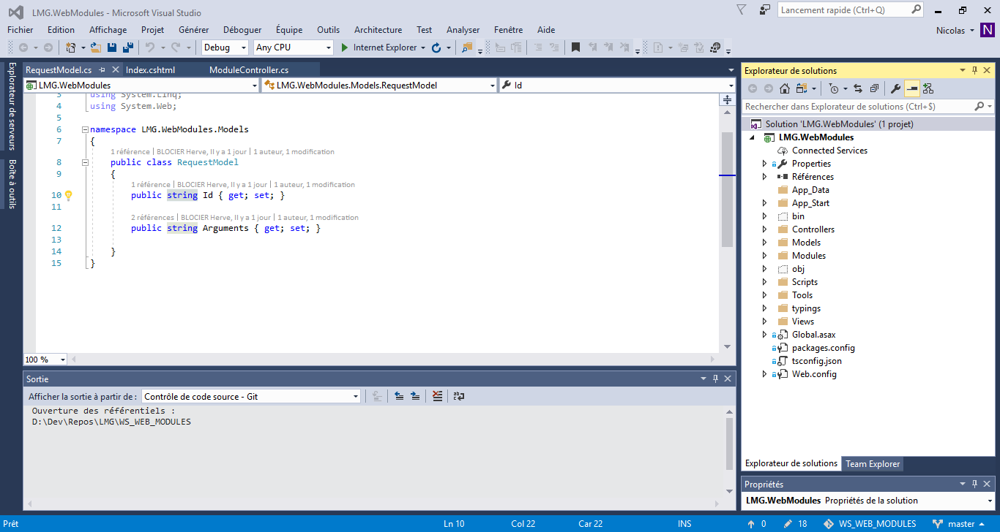 LMG.WebModules - Microsoft Visual Studio
Lancement rapide (Ctrl+Q)
Fichier Edition Affichage Projet Générer Déboguer Équipe Outils Architecture Test Analyser Fenêtre Aide
Nicolas N
Debug Any CPU Internet Explorer
Explorateur de serveurs
Boîte à outils
RequestModel.cs Index.cshtml ModuleController.cs
LMG.WebModules LMG.WebModules.Models.RequestModel Id
3 using System.Linq;
4 using System.Web;
5
6 namespace LMG.WebModules.Models
7 {
1 référence | BLOCIER Herve, Il y a 1 jour | 1 auteur, 1 modification
8 public class RequestModel
9 {
1 référence | BLOCIER Herve, Il y a 1 jour | 1 auteur, 1 modification
10 public string Id { get; set; }
11
2 références | BLOCIER Herve, Il y a 1 jour | 1 auteur, 1 modification
12 public string Arguments { get; set; }
13
14 }
15 }
100 %
Sortie
Afficher la sortie à partir de : Contrôle de code source - Git
Ouverture des référentiels :
D:\Dev\Repos\LMG\WS_WEB_MODULES
Explorateur de solutions
Rechercher dans Explorateur de solutions (Ctrl+$)
Solution 'LMG.WebModules' (1 projet)
LMG.WebModules
Connected Services
Properties
Références
App_Data
App_Start
bin
Controllers
Models
Modules
obj
Scripts
Tools
typings
Views
Global.asax
packages.config
tsconfig.json
Web.config
Explorateur de solutions Team Explorer
Propriétés
LMG.WebModules Propriétés de la solution
Prêt Ln 10 Col 22 Car 22 INS 0 18 WS_WEB_MODULES master